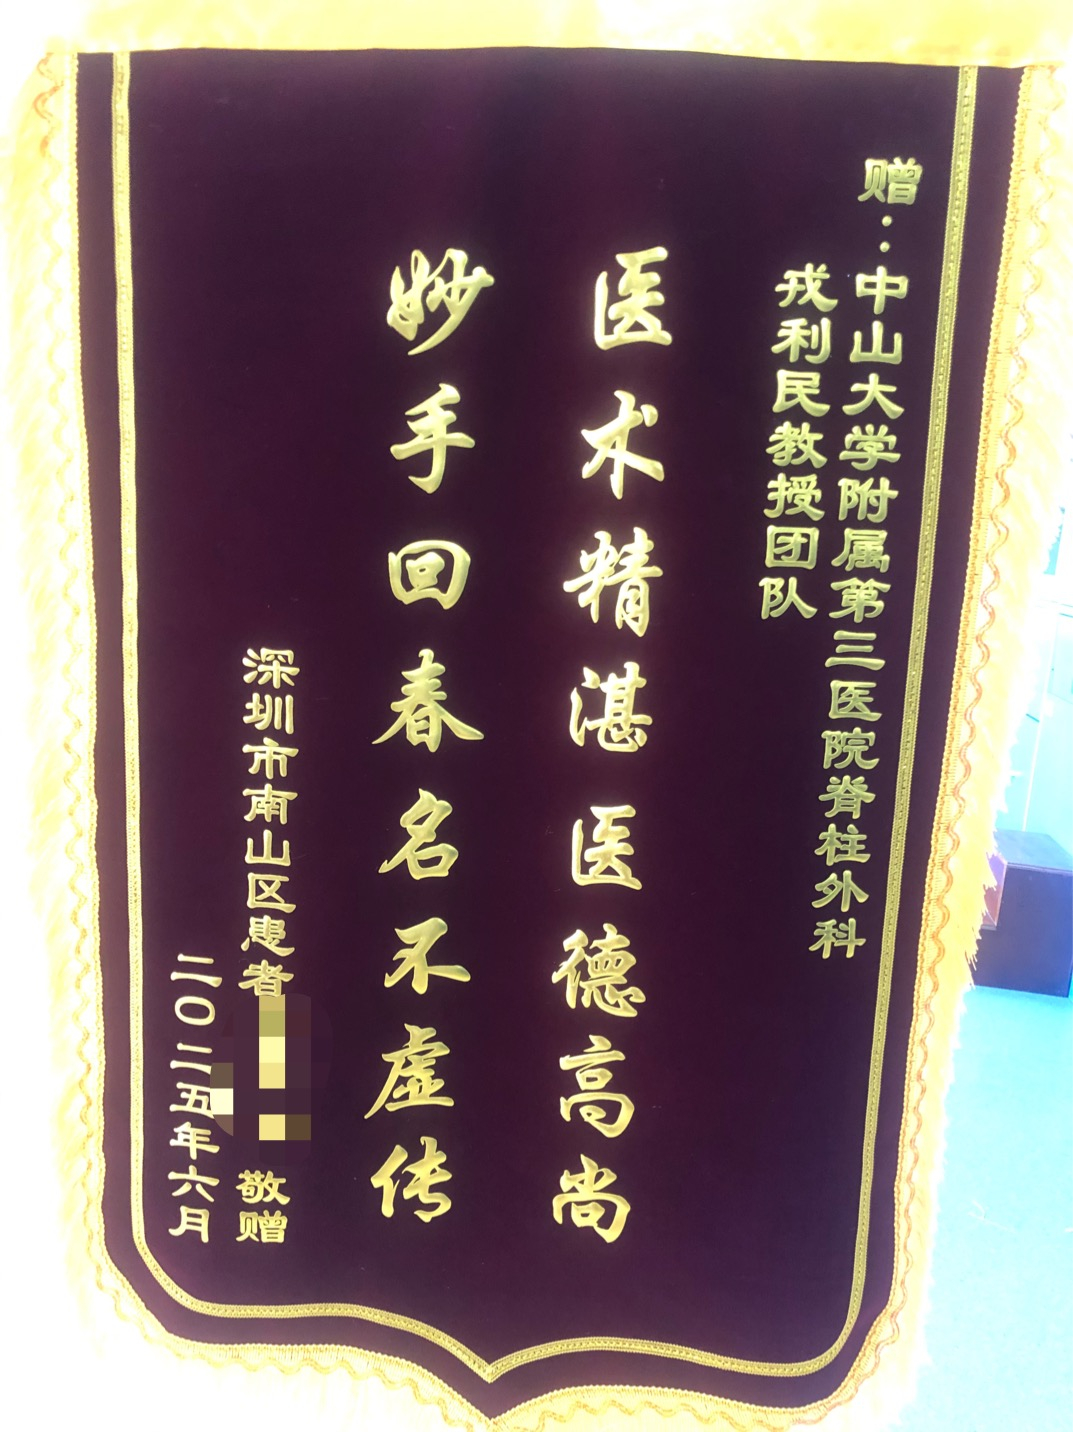 赠：中山大学附属第三医院脊柱外科
戎利民教授团队
医术精湛医德高尚
妙手回春名不虚传
深圳市南山区患者 敬赠
二〇二五年六月